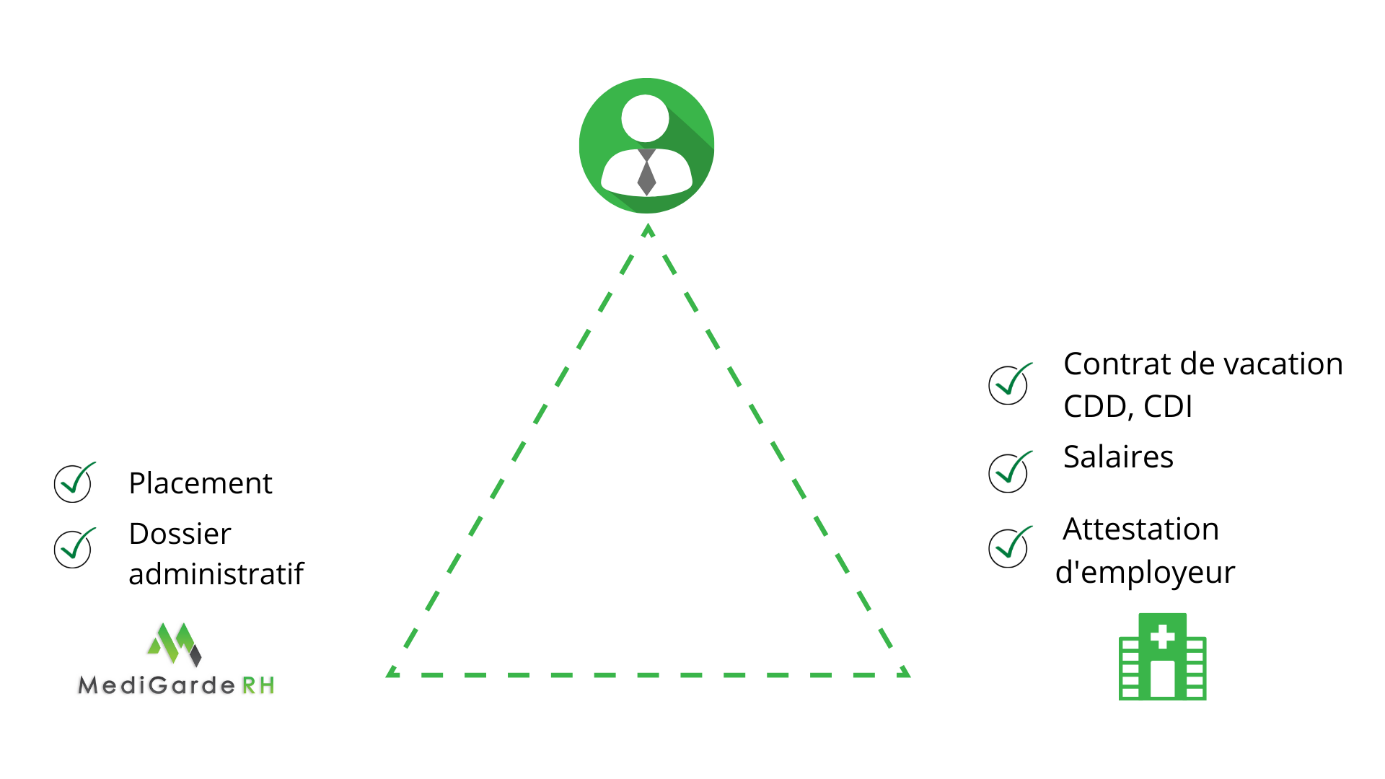 Placement
Dossier
administratif
MediGarde RH
Contrat de vacation
CDD, CDI
Salaires
Attestation
d'employeur